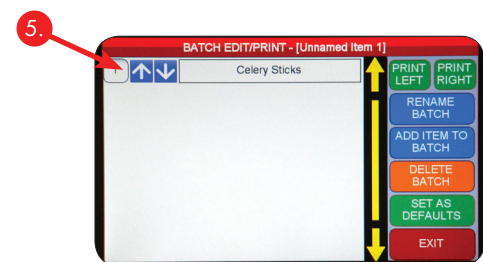 5.
BATCH EDIT/PRINT - [Unnamed Item 1]
1
Celery Sticks
PRINT LEFT
PRINT RIGHT
RENAME
BATCH
ADD ITEM TO
BATCH
DELETE
BATCH
SET AS
DEFAULTS
EXIT